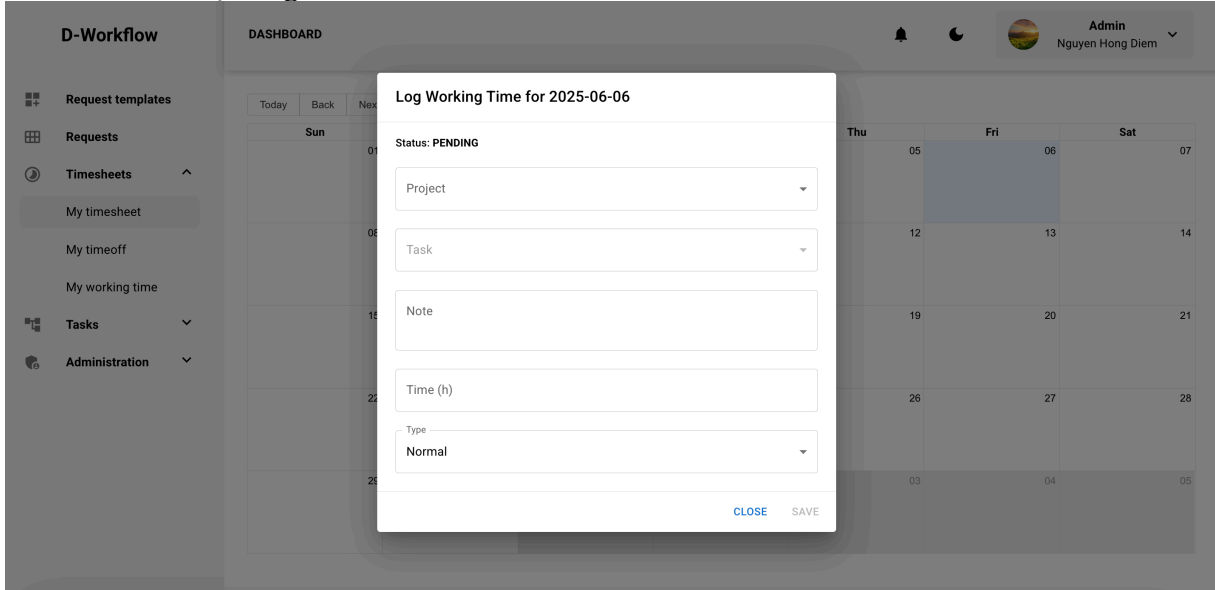 D-Workflow
DASHBOARD
Admin
Nguyen Hong Diem
Request templates
Requests
Timesheets
My timesheet
My timeoff
My working time
Tasks
Administration
Today Back
Sun Thu Fri Sat
05 06 07
12 13 14
19 20 21
22 26 27 28
29 03 04 05
Log Working Time for 2025-06-06
Status: PENDING
Project
Task
Note
Time (h)
Type
Normal
CLOSE SAVE